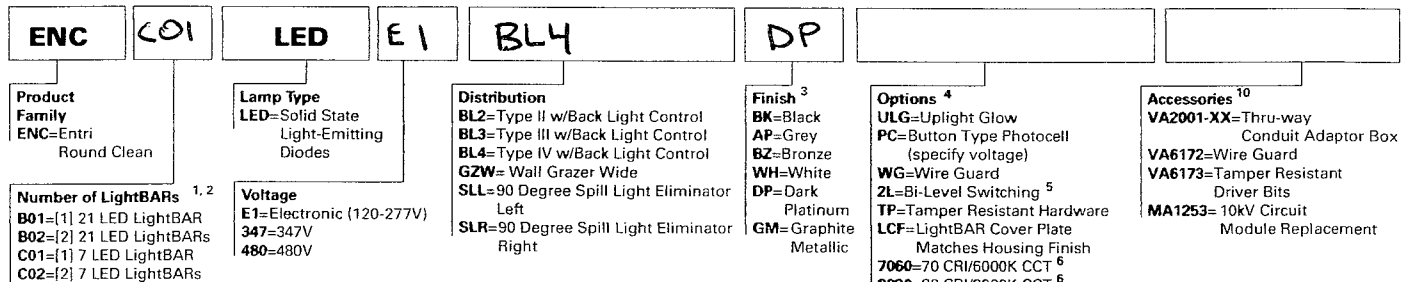 ENC C01 LED E1 BL4 DP
Product
Family
ENC=Entri
Round Clean
Number of LightBARs 1, 2
B01=[1] 21 LED LightBAR
B02=[2] 21 LED LightBARs
C01=[1] 7 LED LightBAR
C02=[2] 7 LED LightBARs
Lamp Type
LED=Solid State
Light-Emitting
Diodes
Voltage
E1=Electronic (120-277V)
347=347V
480=480V
Distribution
BL2=Type II w/Back Light Control
BL3=Type III w/Back Light Control
BL4=Type IV w/Back Light Control
GZW= Wall Grazer Wide
SLL=90 Degree Spill Light Eliminator
Left
SLR=90 Degree Spill Light Eliminator
Right
Finish 3
BK=Black
AP=Grey
BZ=Bronze
WH=White
DP=Dark
Platinum
GM=Graphite
Metallic
Options 4
ULG=Uplight Glow
PC=Button Type Photocell
(specify voltage)
WG=Wire Guard
2L=Bi-Level Switching 5
TP=Tamper Resistant Hardware
LCF=LightBAR Cover Plate
Matches Housing Finish
7060=70 CRI/6000K CCT 6
Accessories 10
VA2001-XX=Thru-way
Conduit Adaptor Box
VA6172=Wire Guard
VA6173=Tamper Resistant
Driver Bits
MA1253= 10kV Circuit
Module Replacement